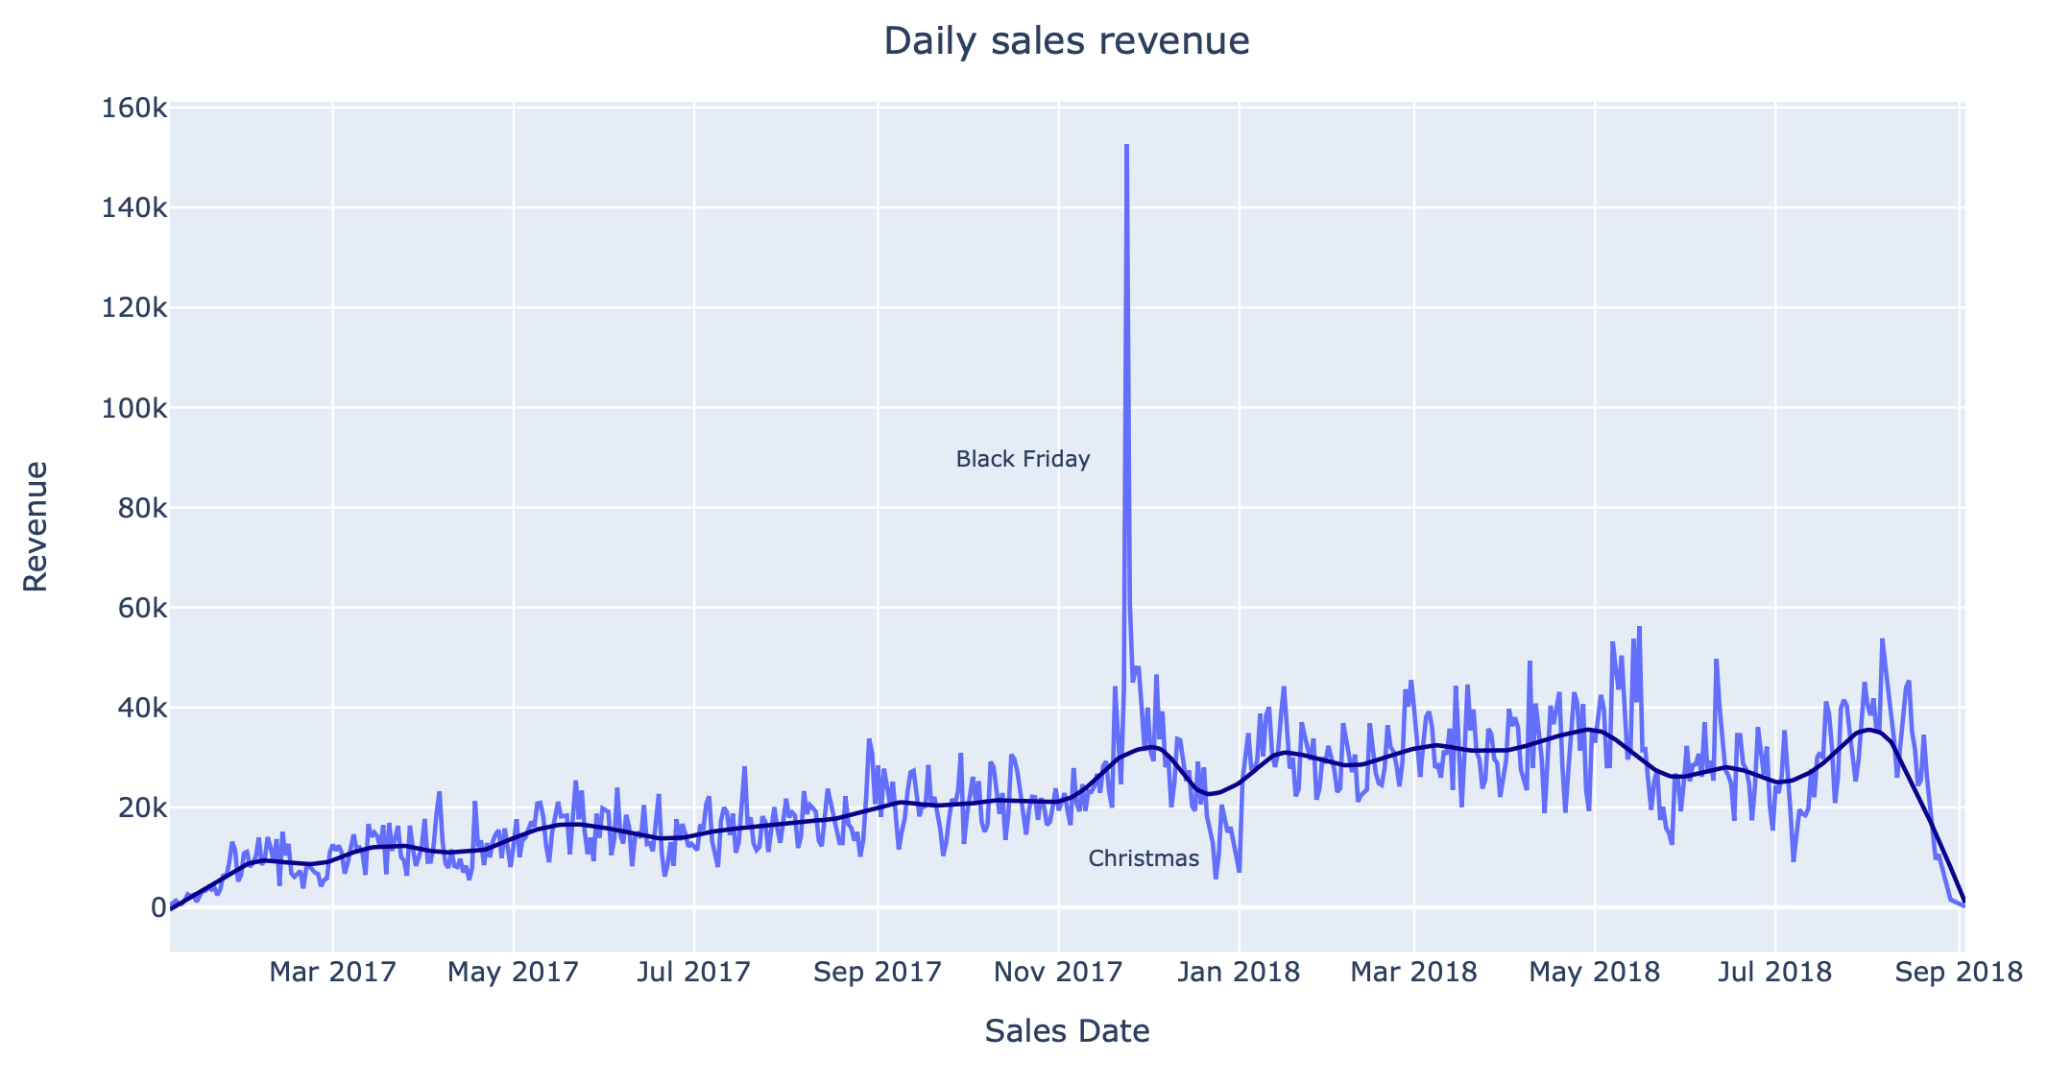 Daily sales revenue
160k
140k
120k
100k
80k
60k
40k
20k
0
Revenue
Black Friday
Christmas
Mar 2017
May 2017
Jul 2017
Sep 2017
Nov 2017
Jan 2018
Mar 2018
May 2018
Jul 2018
Sep 2018
Sales Date